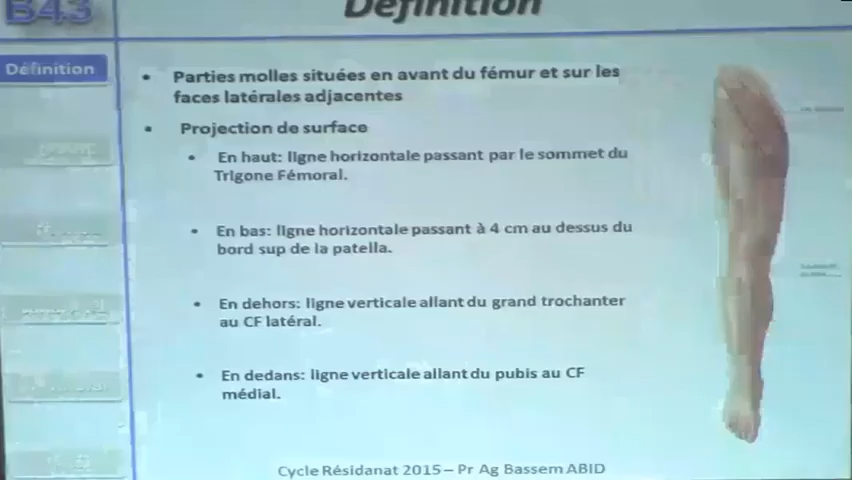 B43
Définition
Définition
• Parties molles situées en avant du fémur et sur les
faces latérales adjacentes
• Projection de surface
• En haut: ligne horizontale passant par le sommet du
Trigone Fémoral.
• En bas: ligne horizontale passant à 4 cm au dessus du
bord sup de la patella.
• En dehors: ligne verticale allant du grand trochanter
au CF latéral.
• En dedans: ligne verticale allant du pubis au CF
médial.
Cycle Résidanat 2015 – Pr Ag Bassem ABID